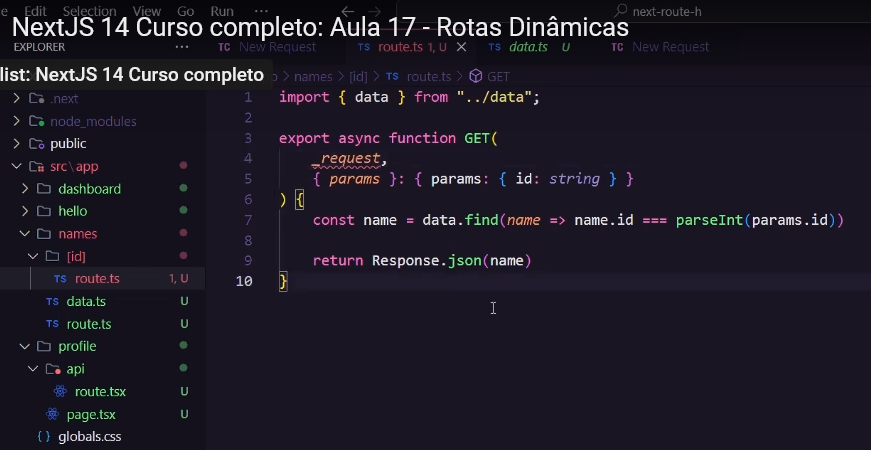 Edit Selection View Go Run ··· next-route-h
NextJS 14 Curso completo: Aula 17 - Rotas Dinâmicas
EXPLORER ···
TC New Request TS route.ts 1, U TS data.ts U TC New Request
list: NextJS 14 Curso completo
names > [id] > TS route.ts > GET
.next
node_modules
public
src\app
dashboard
hello
names
[id]
TS route.ts 1, U
TS data.ts U
TS route.ts U
profile
api
route.tsx U
page.tsx U
{} globals.css
1 import { data } from "../data";
2
3 export async function GET(
4 _request,
5 { params }: { params: { id: string } }
6 ) {
7 const name = data.find(name => name.id === parseInt(params.id))
8
9 return Response.json(name)
10 }